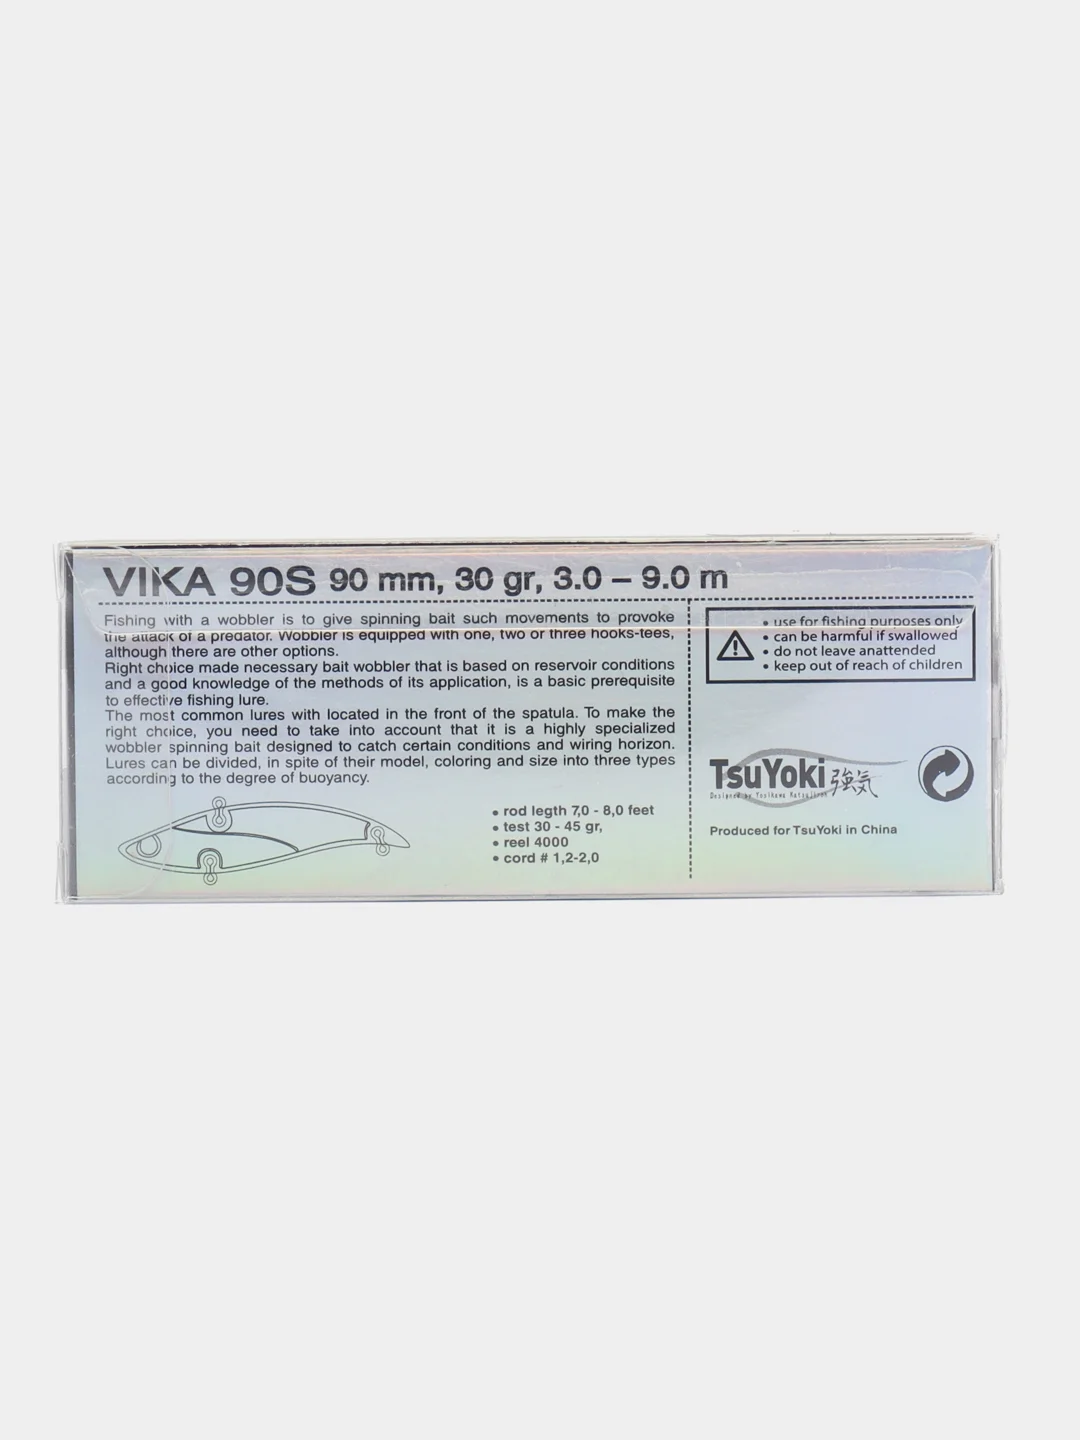 VIKA 90S 90 mm, 30 gr, 3.0 – 9.0 m
Fishing with a wobbler is to give spinning bait such movements to provoke
the attack of a predator. Wobbler is equipped with one, two or three hooks-tees,
although there are other options.
Right choice made necessary bait wobbler that is based on reservoir conditions
and a good knowledge of the methods of its application, is a basic prerequisite
to effective fishing lure.
The most common lures with located in the front of the spatula. To make the
right choice, you need to take into account that it is a highly specialized
wobbler spinning bait designed to catch certain conditions and wiring horizon.
Lures can be divided, in spite of their model, coloring and size into three types
according to the degree of buoyancy.
• rod legth 7,0 - 8,0 feet
• test 30 - 45 gr,
• reel 4000
• cord # 1,2-2,0
• use for fishing purposes only
• can be harmful if swallowed
• do not leave anattended
• keep out of reach of children
TsuYoki 強気
Designed by
Produced for TsuYoki in China